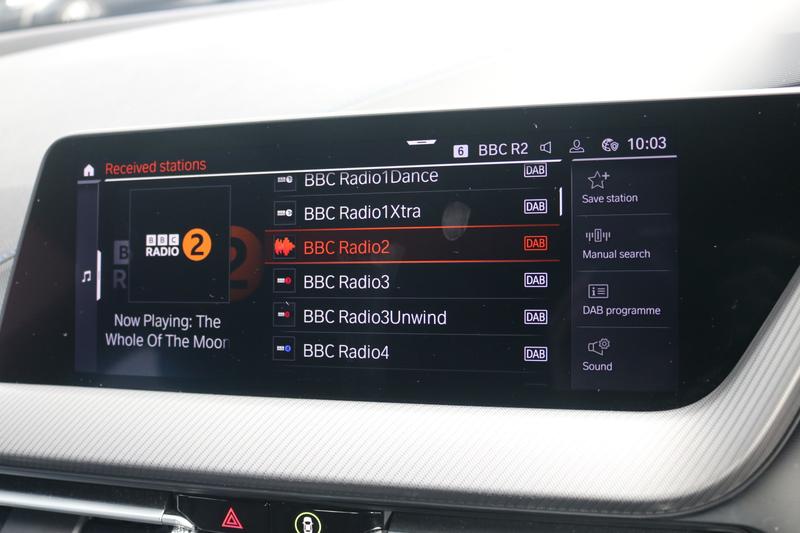 6 BBC R2 10:03
Received stations
BBC
RADIO 2
Now Playing: The
Whole Of The Moon
BBC Radio1Dance DAB
BBC Radio1Xtra DAB
BBC Radio2 DAB
BBC Radio3 DAB
BBC Radio3Unwind DAB
BBC Radio4 DAB
Save station
Manual search
DAB programme
Sound